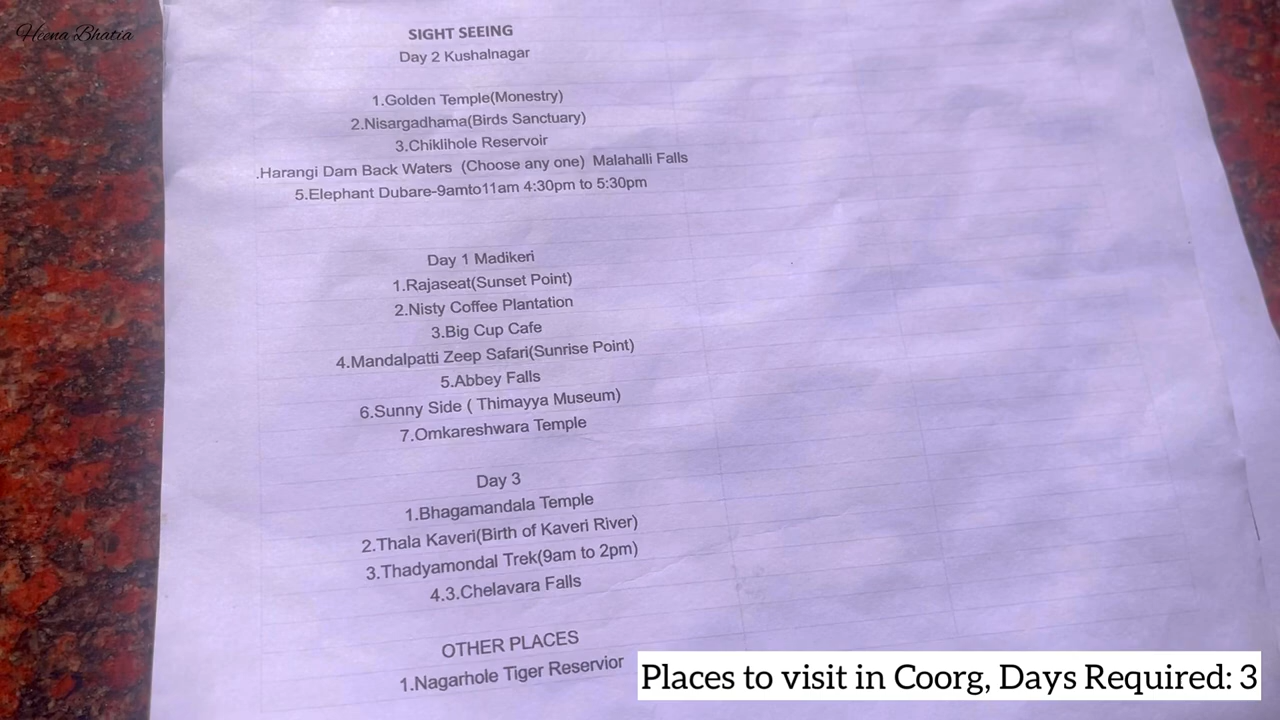 Heena Bhatia
SIGHT SEEING
Day 2 Kushalnagar
1.Golden Temple(Monestry)
2.Nisargadhama(Birds Sanctuary)
3.Chiklihole Reservoir
.Harangi Dam Back Waters (Choose any one) Malahalli Falls
5.Elephant Dubare-9amto11am 4:30pm to 5:30pm
Day 1 Madikeri
1.Rajaseat(Sunset Point)
2.Nisty Coffee Plantation
3.Big Cup Cafe
4.Mandalpatti Zeep Safari(Sunrise Point)
5.Abbey Falls
6.Sunny Side ( Thimayya Museum)
7.Omkareshwara Temple
Day 3
1.Bhagamandala Temple
2.Thala Kaveri(Birth of Kaveri River)
3.Thadyamondal Trek(9am to 2pm)
4.3.Chelavara Falls
OTHER PLACES
1.Nagarhole Tiger Reservior
Places to visit in Coorg, Days Required: 3